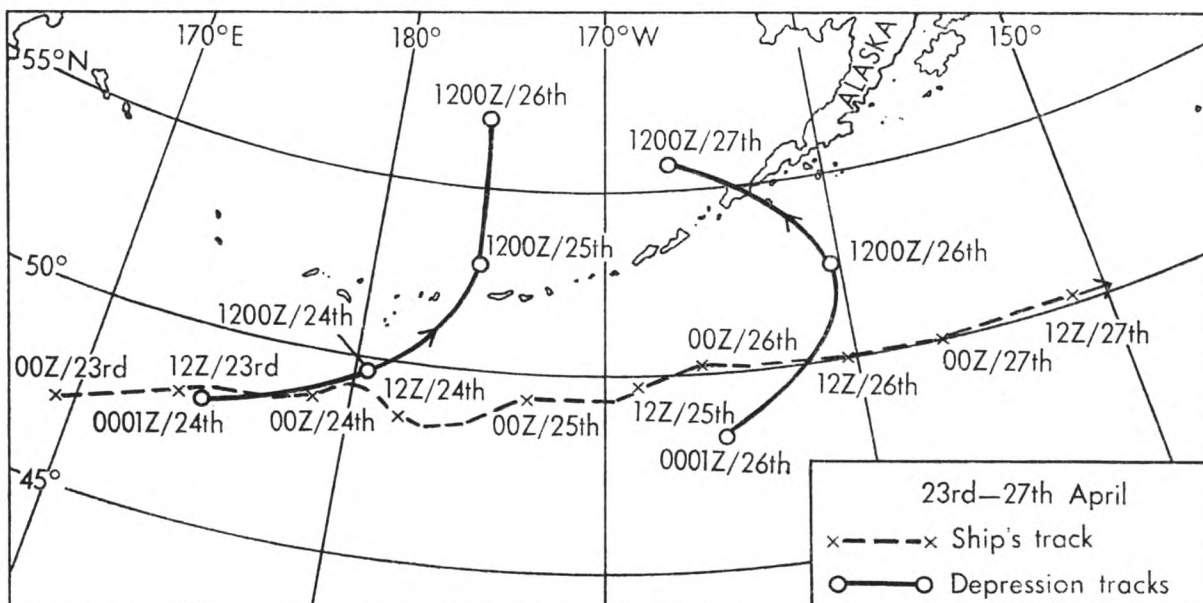 170°E
180°
170°W
150°
55°N
ALASKA
1200Z/26th
1200Z/27th
1200Z/25th
1200Z/26th
50°
1200Z/24th
00Z/23rd
12Z/23rd
00Z/26th
12Z/27th
0001Z/24th
00Z/24th
12Z/24th
00Z/25th
12Z/25th
12Z/26th
00Z/27th
0001Z/26th
45°
23rd—27th April
Ship's track
Depression tracks